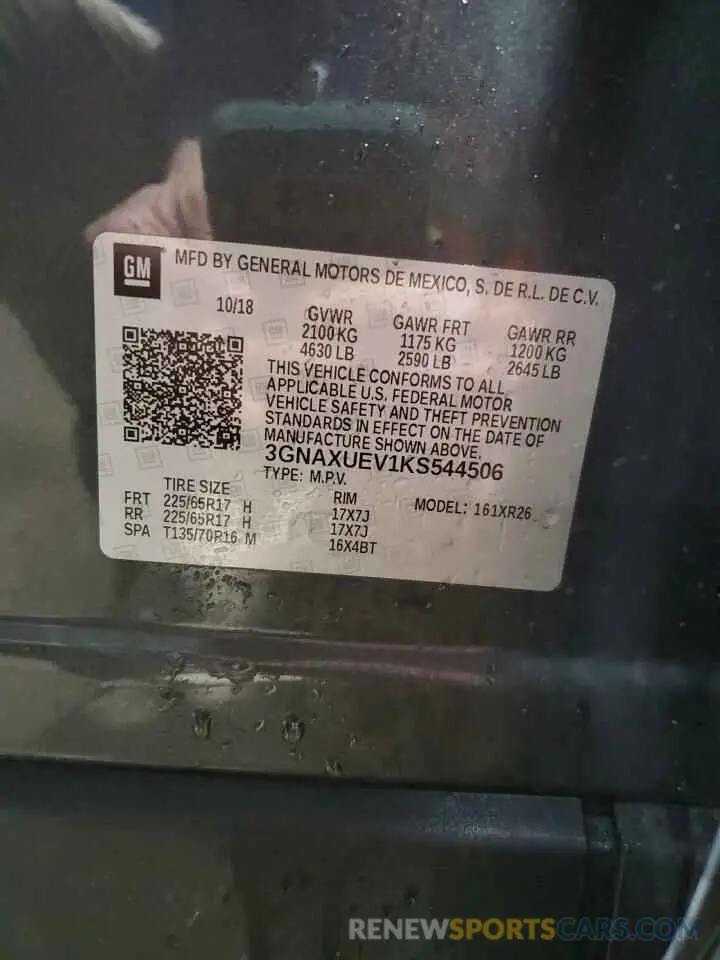 GM ® MFD BY GENERAL MOTORS DE MEXICO, S. DE R.L. DE C.V.
10/18
GVWR GAWR FRT GAWR RR
2100 KG 1175 KG 1200 KG
4630 LB 2590 LB 2645 LB
THIS VEHICLE CONFORMS TO ALL
APPLICABLE U.S. FEDERAL MOTOR
VEHICLE SAFETY AND THEFT PREVENTION
STANDARDS IN EFFECT ON THE DATE OF
MANUFACTURE SHOWN ABOVE.
3GNAXUEV1KS544506
TYPE: M.P.V. MODEL: 161XR26
TIRE SIZE RIM
FRT 225/65R17 H 17X7J
RR 225/65R17 H 17X7J
SPA T135/70R16 M 16X4BT
RENEWSPORTSCARS.COM